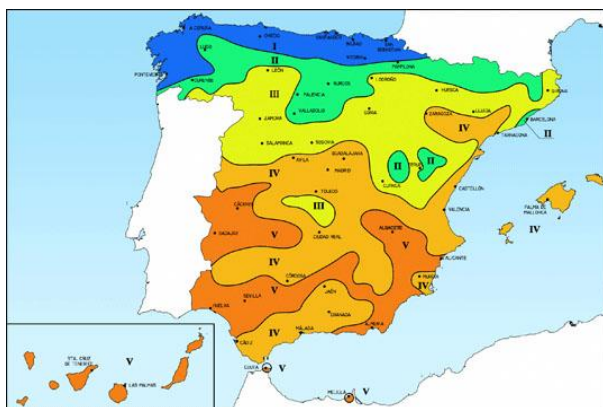 A CORUÑA
OVIEDO
SANTANDER
BILBAO
SAN
SEBASTIAN
LUGO
I
VITORIA
II
PAMPLONA
PONTEVEDRA
LEÓN
OURENSE
BURGOS
LOGROÑO
HUESCA
GIRONA
III
PALENCIA
LLEIDA
VALLADOLID
SORIA
ZARAGOZA
BARCELONA
ZAMORA
IV
TARRAGONA
II
SALAMANCA
SEGOVIA
GUADALAJARA
AVILA
IV
MADRID
II
II
TERUEL
CUENCA
CASTELLÓN
TOLEDO
PALMA DE
MALLORCA
CÁCERES
III
VALENCIA
IV
BADAJOZ
V
CIUDAD REAL
ALBACETE
V
IV
ALICANTE
CÓRDOBA
MURCIA
V
JAÉN
IV
SEVILLA
HUELVA
GRANADA
IV
MÁLAGA
ALMERIA
CÁDIZ
CEUTA
V
MELILLA
V
STA. CRUZ
DE TENERIFE
V
LAS PALMAS